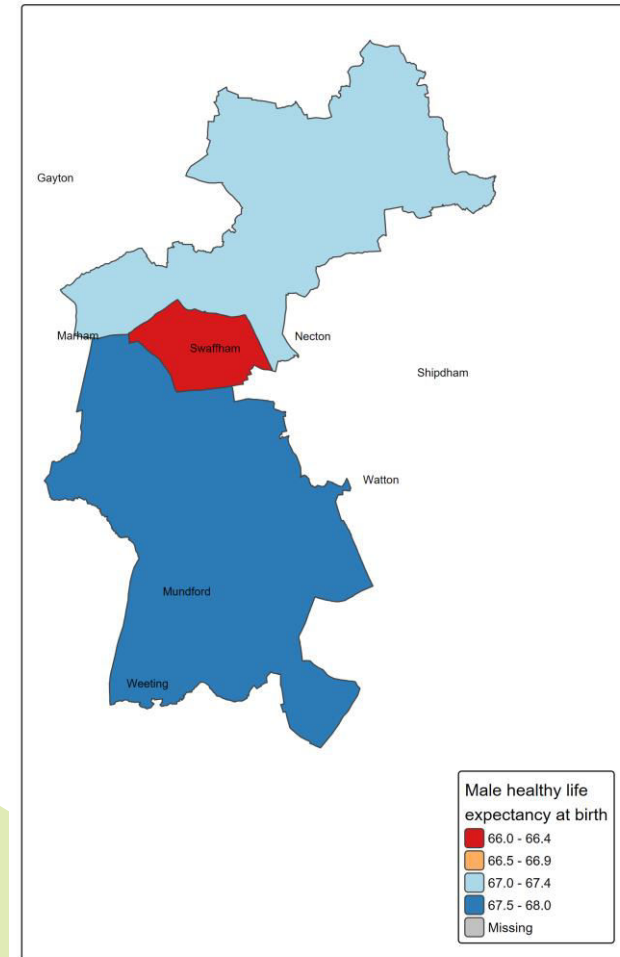 Gayton
Marham
Swaffham
Necton
Shipdham
Watton
Mundford
Weeting
Male healthy life
expectancy at birth
66.0 - 66.4
66.5 - 66.9
67.0 - 67.4
67.5 - 68.0
Missing